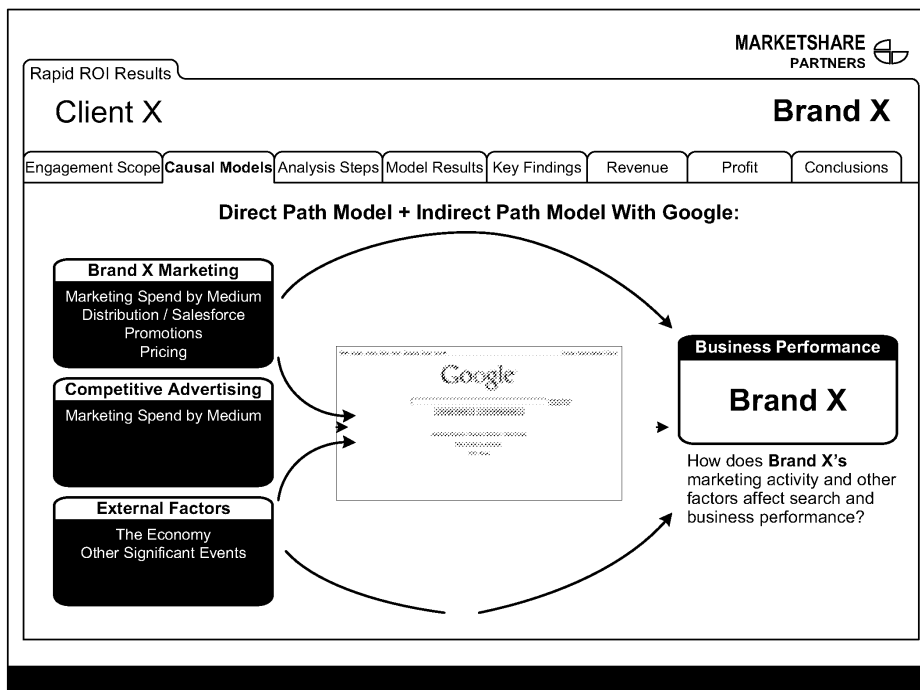 MARKETSHARE
PARTNERS
Rapid ROI Results
Client X
Brand X
Engagement Scope
Causal Models
Analysis Steps
Model Results
Key Findings
Revenue
Profit
Conclusions
Direct Path Model + Indirect Path Model With Google:
Brand X Marketing
Marketing Spend by Medium
Distribution / Salesforce
Promotions
Pricing
Competitive Advertising
Marketing Spend by Medium
External Factors
The Economy
Other Significant Events
Google
Business Performance
Brand X
How does Brand X's
marketing activity and other
factors affect search and
business performance?